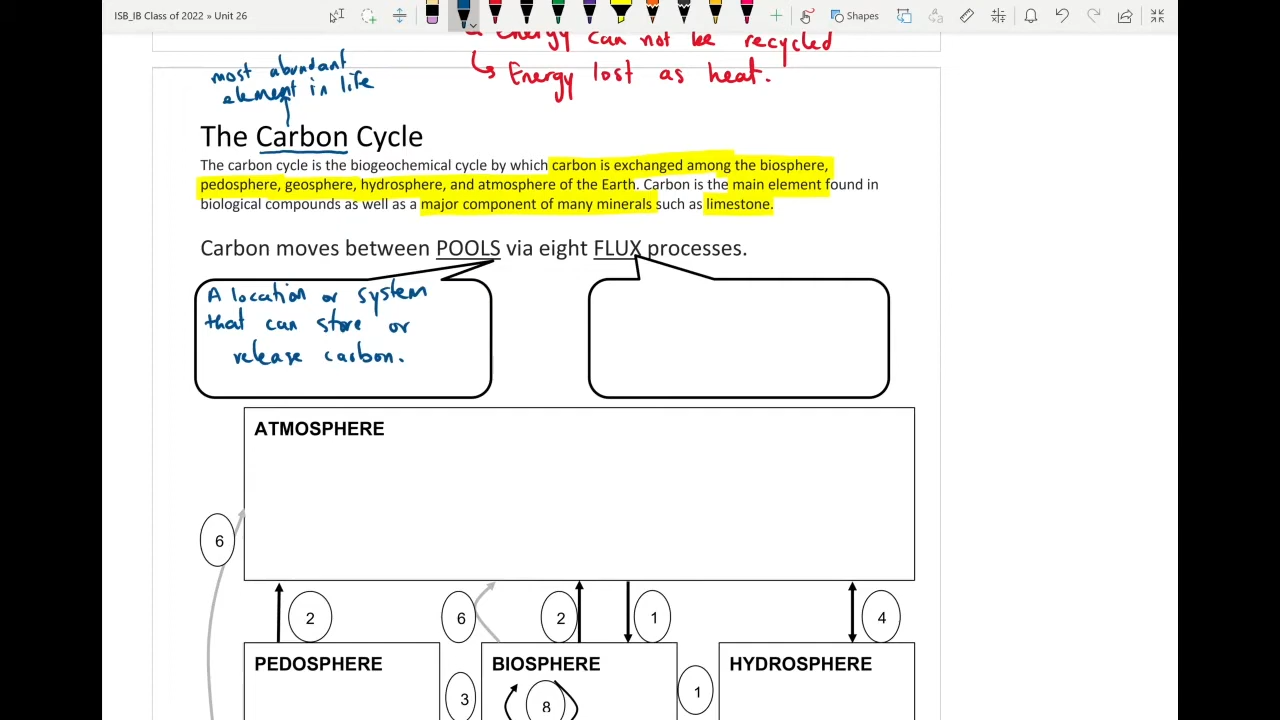 ISB_IB Class of 2022 » Unit 26
Shapes
Energy can not be recycled
Energy lost as heat.
most abundant
element in life
The Carbon Cycle
The carbon cycle is the biogeochemical cycle by which carbon is exchanged among the biosphere,
pedosphere, geosphere, hydrosphere, and atmosphere of the Earth. Carbon is the main element found in
biological compounds as well as a major component of many minerals such as limestone.
Carbon moves between POOLS via eight FLUX processes.
A location or system
that can store or
release carbon.
ATMOSPHERE
6
2
6
2
1
4
PEDOSPHERE
BIOSPHERE
HYDROSPHERE
3
8
1